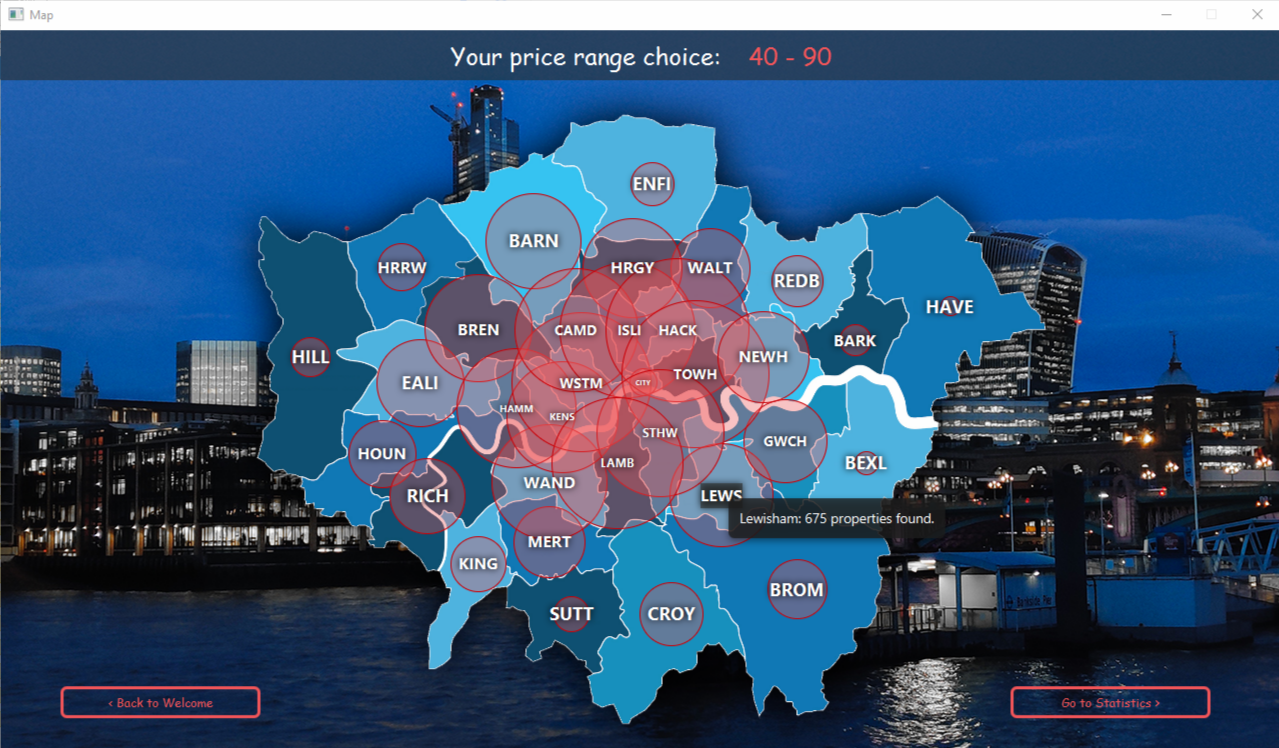 Map
Your price range choice: 40 - 90
ENFI
BARN
HRRW
HRGY
WALT
REDB
HAVE
BREN
CAMD
ISLI
HACK
BARK
HILL
NEWH
EALI
WSTM
CITY
TOWH
HAMM
KENS
STHW
GWCH
HOUN
LAMB
BEXL
RICH
WAND
LEWS
Lewisham: 675 properties found.
MERT
KING
BROM
SUTT
CROY
< Back to Welcome
Go to Statistics >